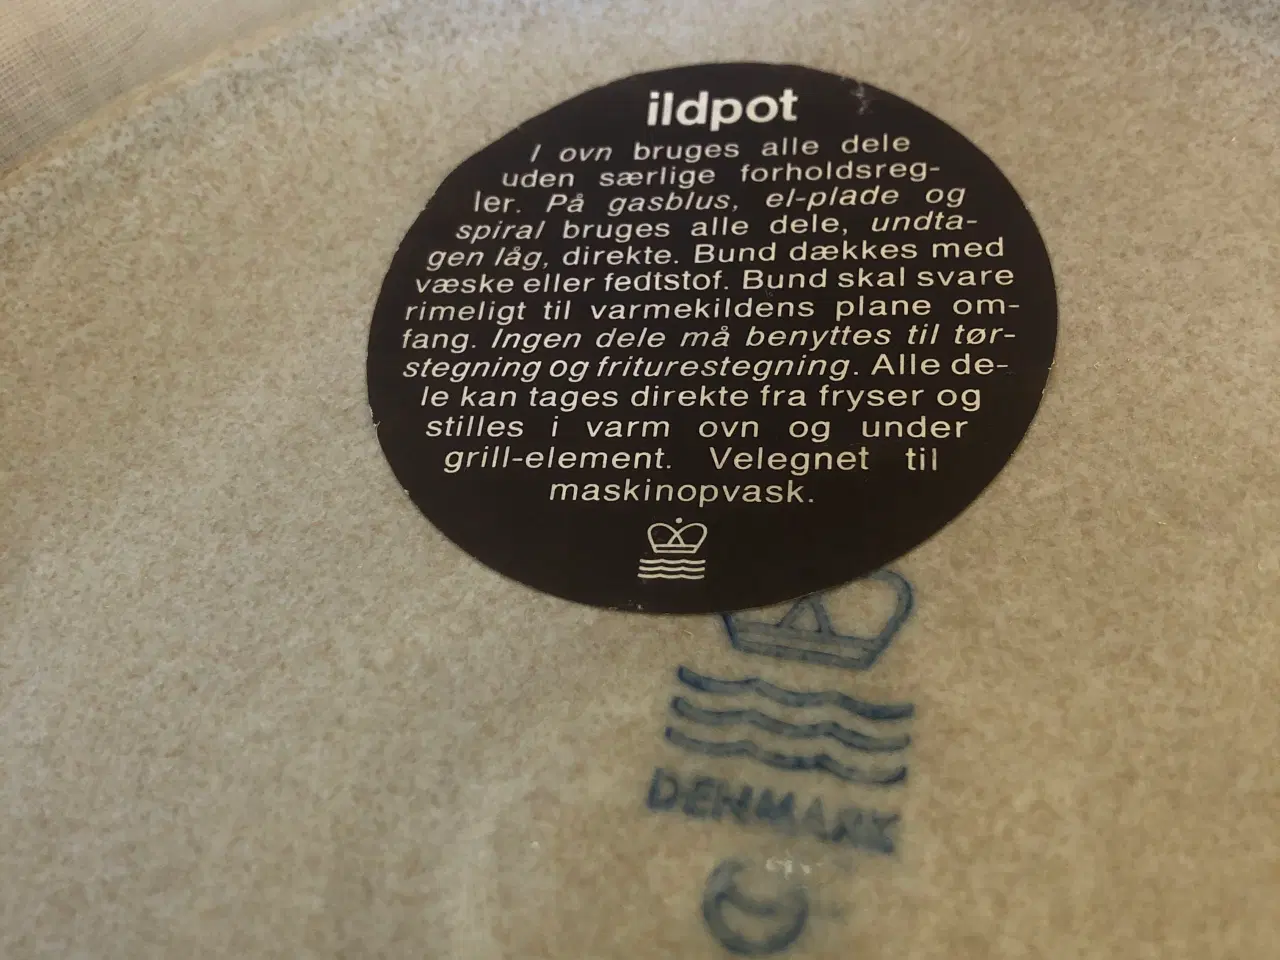 ildpot
I ovn bruges alle dele
uden særlige forholdsreg-
ler. På gasblus, el-plade og
spiral bruges alle dele, undta-
gen låg, direkte. Bund dækkes med
væske eller fedtstof. Bund skal svare
rimeligt til varmekildens plane om-
fang. Ingen dele må benyttes til tør-
stegning og friturestegning. Alle de-
le kan tages direkte fra fryser og
stilles i varm ovn og under
grill-element. Velegnet til
maskinopvask.
DENMARK